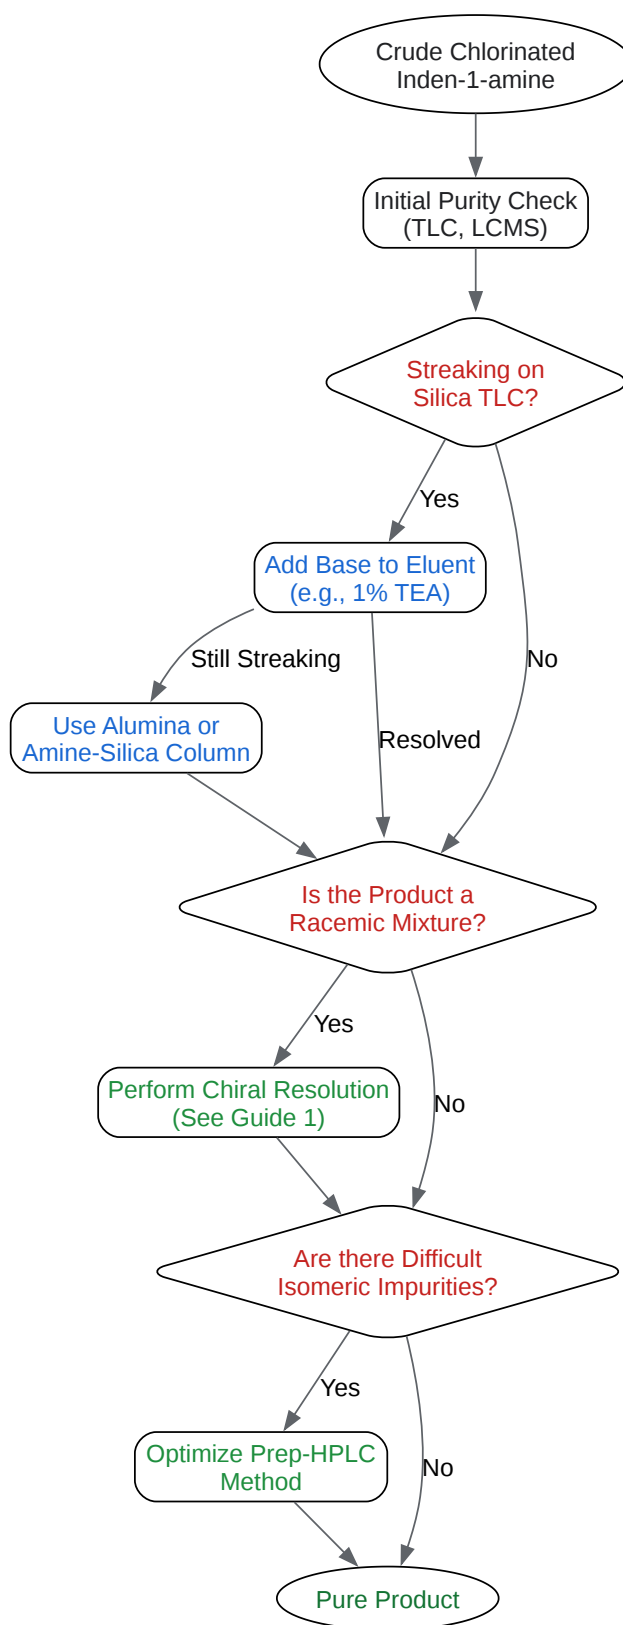 Crude Chlorinated
Inden-1-amine
Initial Purity Check
(TLC, LCMS)
Streaking on
Silica TLC?
Yes
Add Base to Eluent
(e.g., 1% TEA)
Still Streaking
No
Use Alumina or
Amine-Silica Column
Resolved
Is the Product a
Racemic Mixture?
Yes
Perform Chiral Resolution
(See Guide 1)
No
Are there Difficult
Isomeric Impurities?
Yes
Optimize Prep-HPLC
Method
No
Pure Product